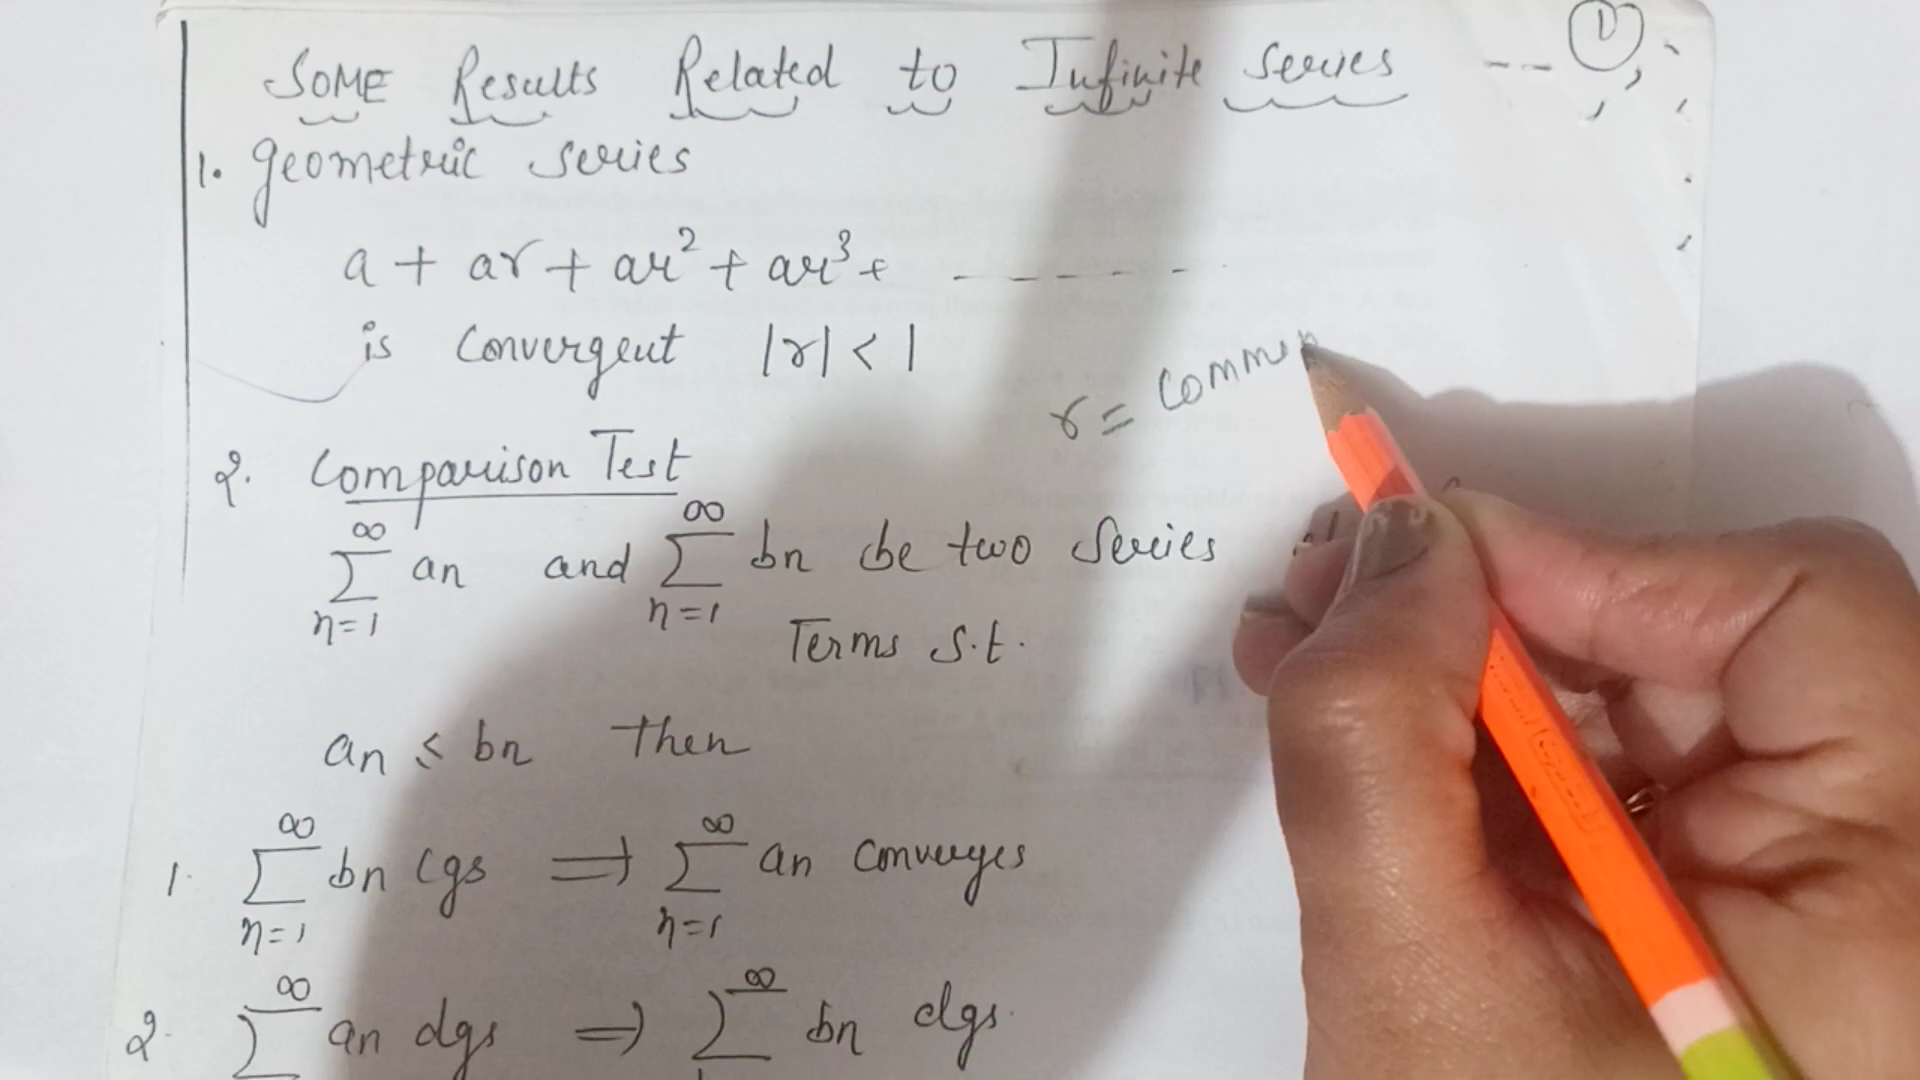 SOME Results Related to Infinite series --- 1
1. Geometric series
a + ar + ar² + ar³ + - - - - - -
is convergent |r| < 1
r = common
2. Comparison Test
∞∑n=1 an and ∞∑n=1 bn be two series
Terms s.t.
an ≤ bn then
1. ∞∑n=1 bn cgs ⇒ ∞∑n=1 an converges
2. ∞∑ an dgs ⇒ ∞∑ bn dgs.